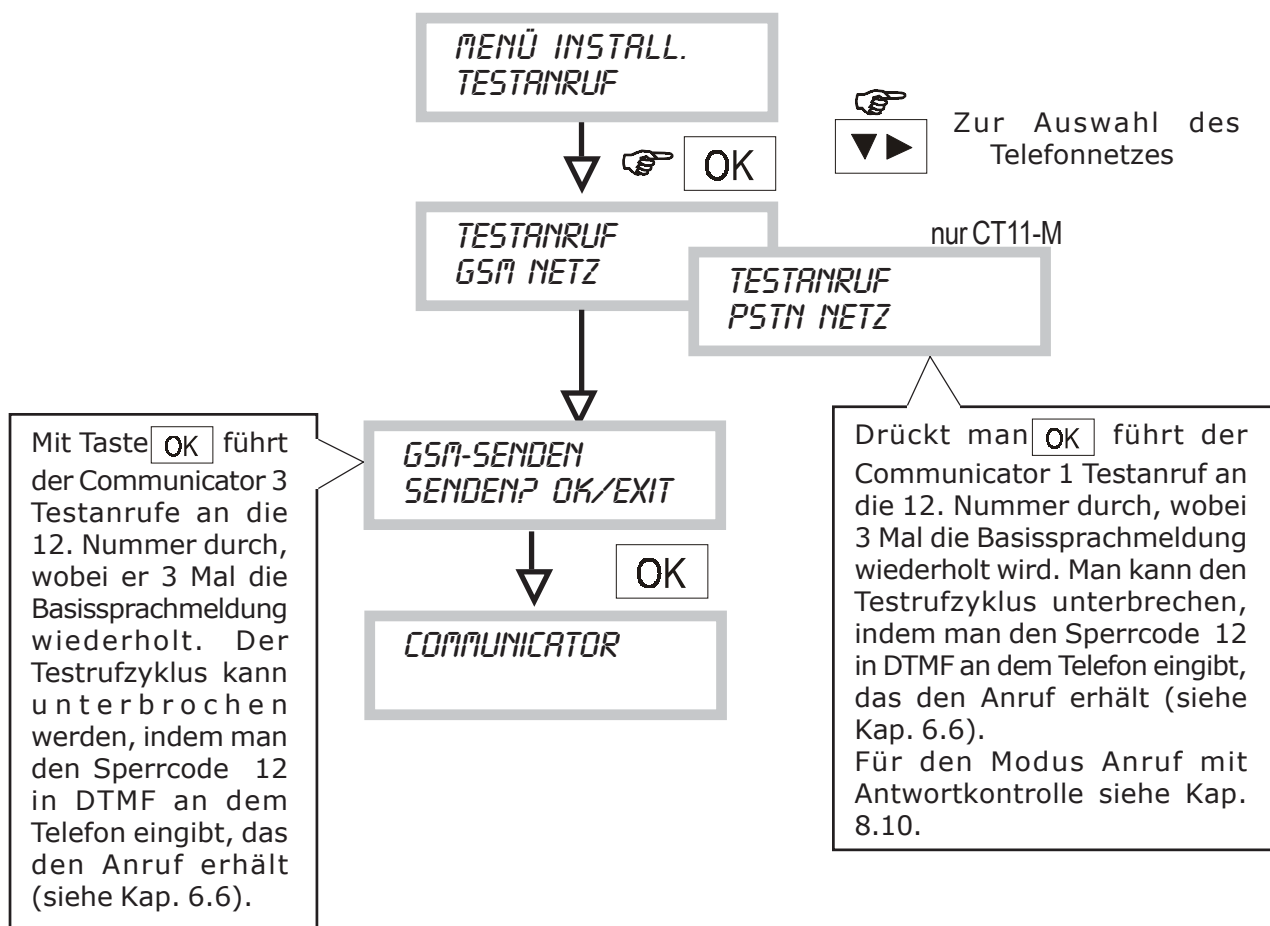 MENÜ INSTALL.
TESTANRUF
Zur Auswahl des
Telefonnetzes
OK
TESTANRUF
GSM NETZ
nur CT11-M
TESTANRUF
PSTN NETZ
Mit Taste OK führt
der Communicator 3
Testanrufe an die
12. Nummer durch,
wobei er 3 Mal die
Basissprachmeldung
wiederholt. Der
Testrufzyklus kann
unterbrochen
werden, indem man
den Sperrcode 12
in DTMF an dem
Telefon eingibt, das
den Anruf erhält
(siehe Kap. 6.6).
GSM-SENDEN
SENDEN? OK/EXIT
OK
COMMUNICATOR
Drückt man OK führt der
Communicator 1 Testanruf an
die 12. Nummer durch, wobei
3 Mal die Basissprachmeldung
wiederholt wird. Man kann den
Testrufzyklus unterbrechen,
indem man den Sperrcode 12
in DTMF an dem Telefon eingibt,
das den Anruf erhält (siehe
Kap. 6.6).
Für den Modus Anruf mit
Antwortkontrolle siehe Kap.
8.10.